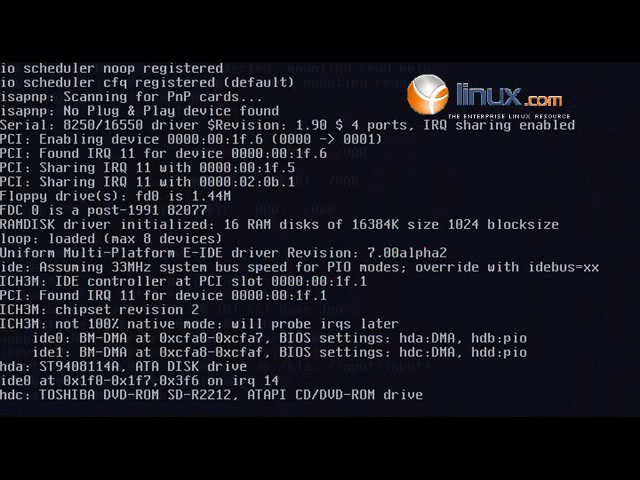 io scheduler noop registered
io scheduler cfq registered (default)
isapnp: Scanning for PnP cards...
isapnp: No Plug & Play device found
linux.com
THE ENTERPRISE LINUX RESOURCE
Serial: 8250/16550 driver $Revision: 1.90 $ 4 ports, IRQ sharing enabled
PCI: Enabling device 0000:00:1f.6 (0000 -> 0001)
PCI: Found IRQ 11 for device 0000:00:1f.6
PCI: Sharing IRQ 11 with 0000:00:1f.5
PCI: Sharing IRQ 11 with 0000:02:0b.1
Floppy drive(s): fd0 is 1.44M
FDC 0 is a post-1991 82077
RAMDISK driver initialized: 16 RAM disks of 16384K size 1024 blocksize
loop: loaded (max 8 devices)
Uniform Multi-Platform E-IDE driver Revision: 7.00alpha2
ide: Assuming 33MHz system bus speed for PIO modes; override with idebus=xx
ICH3M: IDE controller at PCI slot 0000:00:1f.1
PCI: Found IRQ 11 for device 0000:00:1f.1
ICH3M: chipset revision 2
ICH3M: not 100% native mode: will probe irqs later
ide0: BM-DMA at 0xcfa0-0xcfa7, BIOS settings: hda:DMA, hdb:pio
ide1: BM-DMA at 0xcfa8-0xcfaf, BIOS settings: hdc:DMA, hdd:pio
hda: ST9408114A, ATA DISK drive
ide0 at 0x1f0-0x1f7,0x3f6 on irq 14
hdc: TOSHIBA DVD-ROM SD-R2212, ATAPI CD/DVD-ROM drive